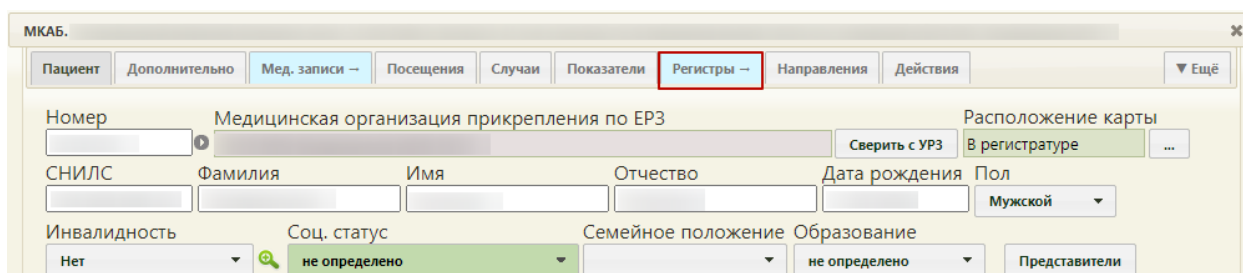 МКАБ.
Пациент Дополнительно Мед. записи → Посещения Случаи Показатели Регистры → Направления Действия ▼ Ещё
Номер Медицинская организация прикрепления по ЕРЗ Расположение карты
Сверить с УРЗ В регистратуре ...
СНИЛС Фамилия Имя Отчество Дата рождения Пол
Мужской
Инвалидность Соц. статус Семейное положение Образование
Нет не определено не определено Представители